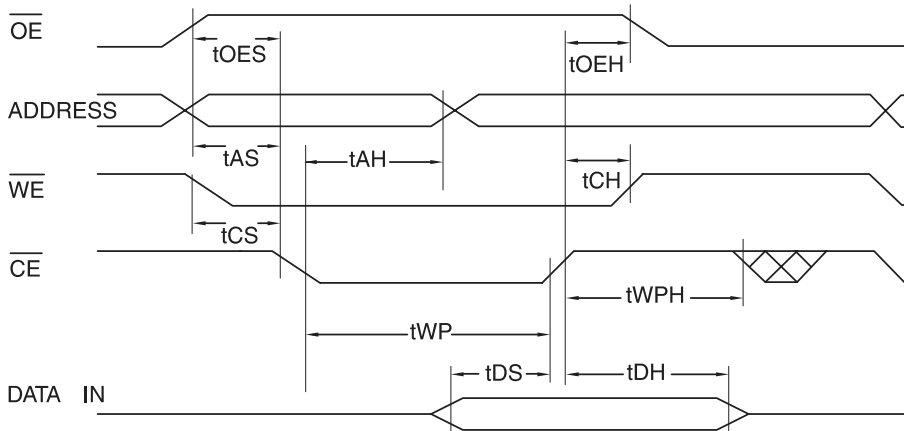 OE
tOES
tOEH
ADDRESS
tAS
tAH
tCH
WE
tCS
CE
tWPH
tWP
tDS
tDH
DATA IN